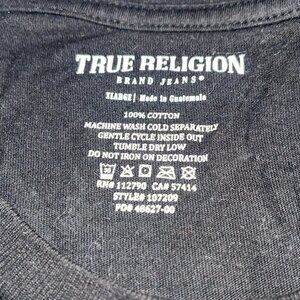 TRUE RELIGION
BRAND JEANS®
XLARGE | Made in Guatemala
100% COTTON
MACHINE WASH COLD SEPARATELY
GENTLE CYCLE INSIDE OUT
TUMBLE DRY LOW
DO NOT IRON ON DECORATION
30
RN# 112790 CA# 57414
STYLE# 107209
PO# 48627-00